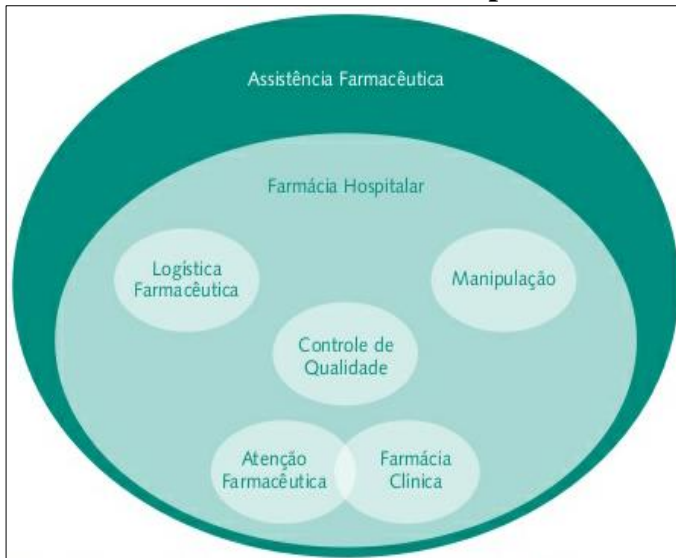 Assistência Farmacêutica
Farmácia Hospitalar
Logística
Farmacêutica
Manipulação
Controle de
Qualidade
Atenção
Farmacêutica
Farmácia
Clínica